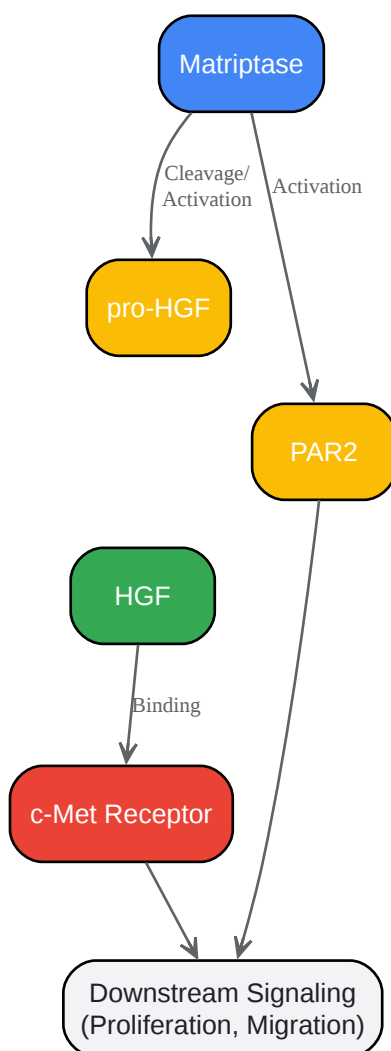 Matriptase
Cleavage/
Activation
Activation
pro-HGF
PAR2
HGF
Binding
c-Met Receptor
Downstream Signaling
(Proliferation, Migration)